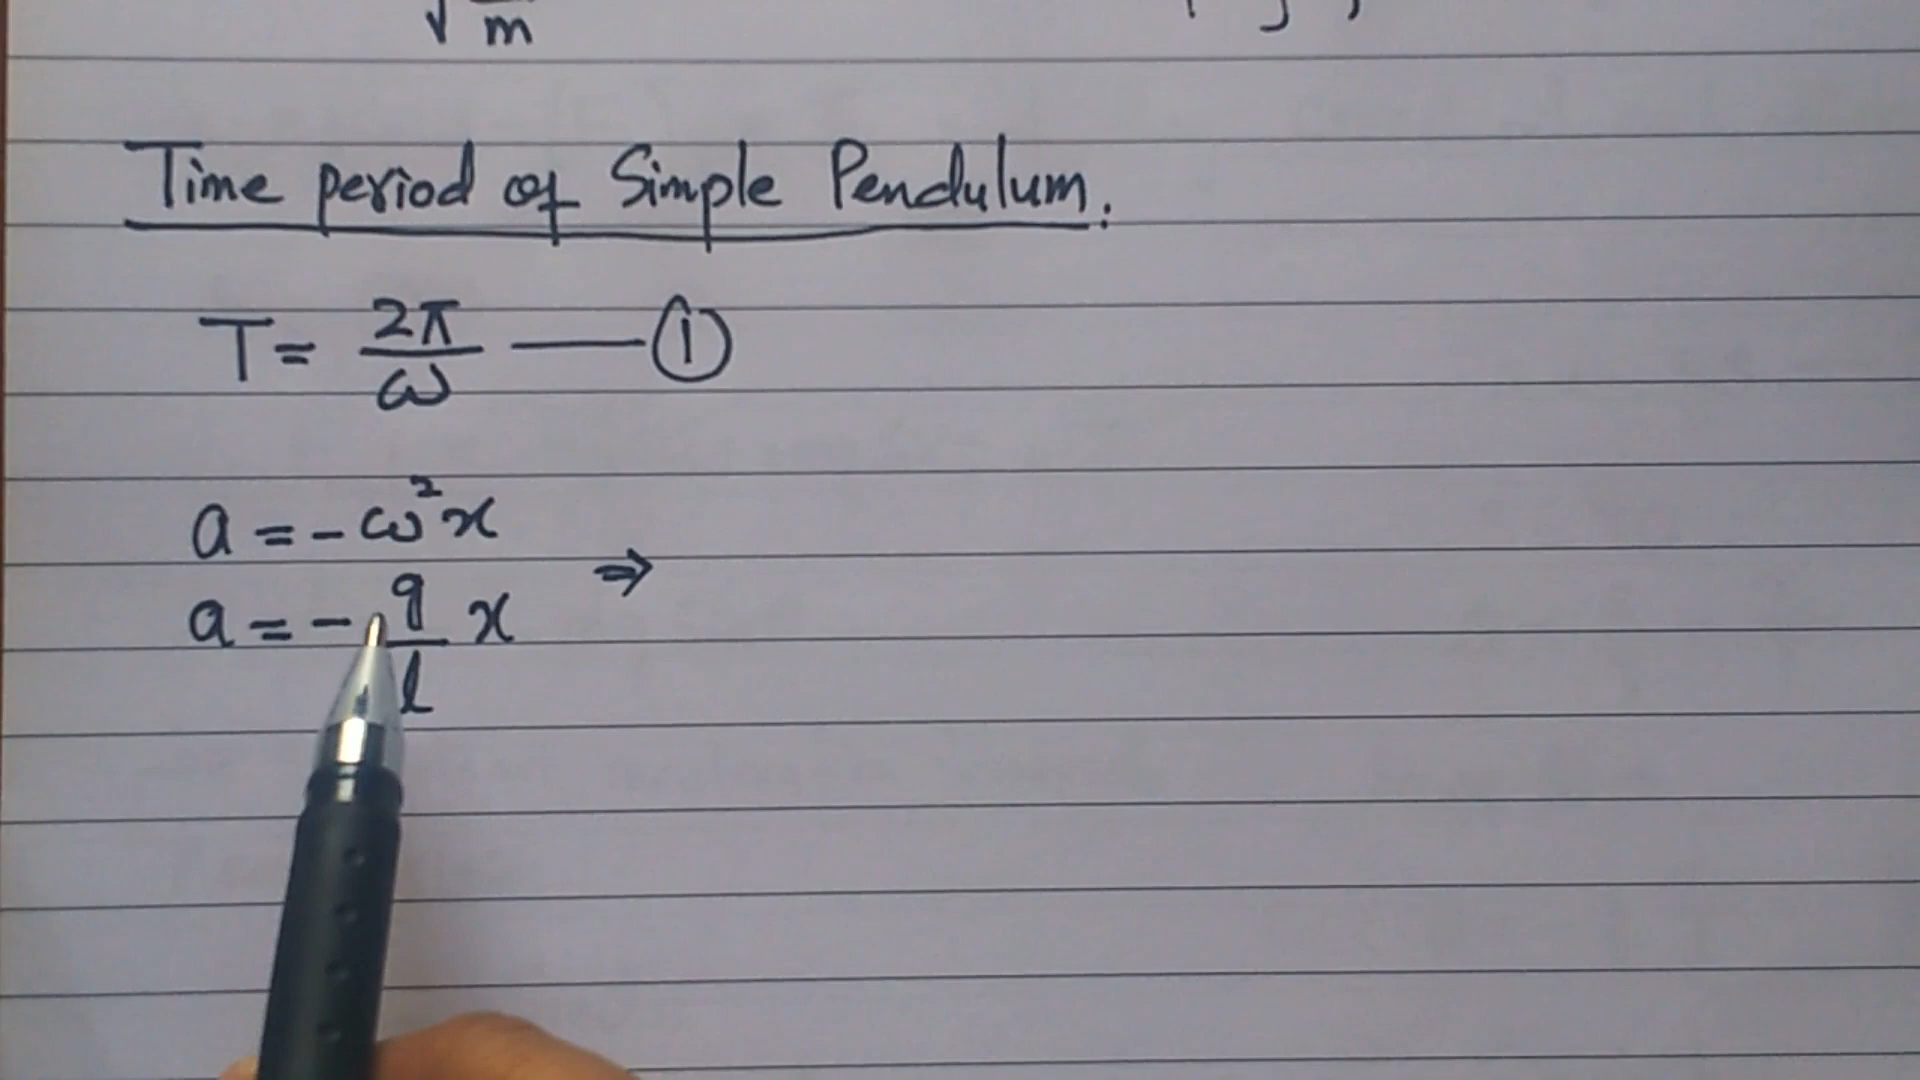 √m
Time period of Simple Pendulum.
T = 2π/ω —— ①
a = -ω²x
⇒
a = -g/l x